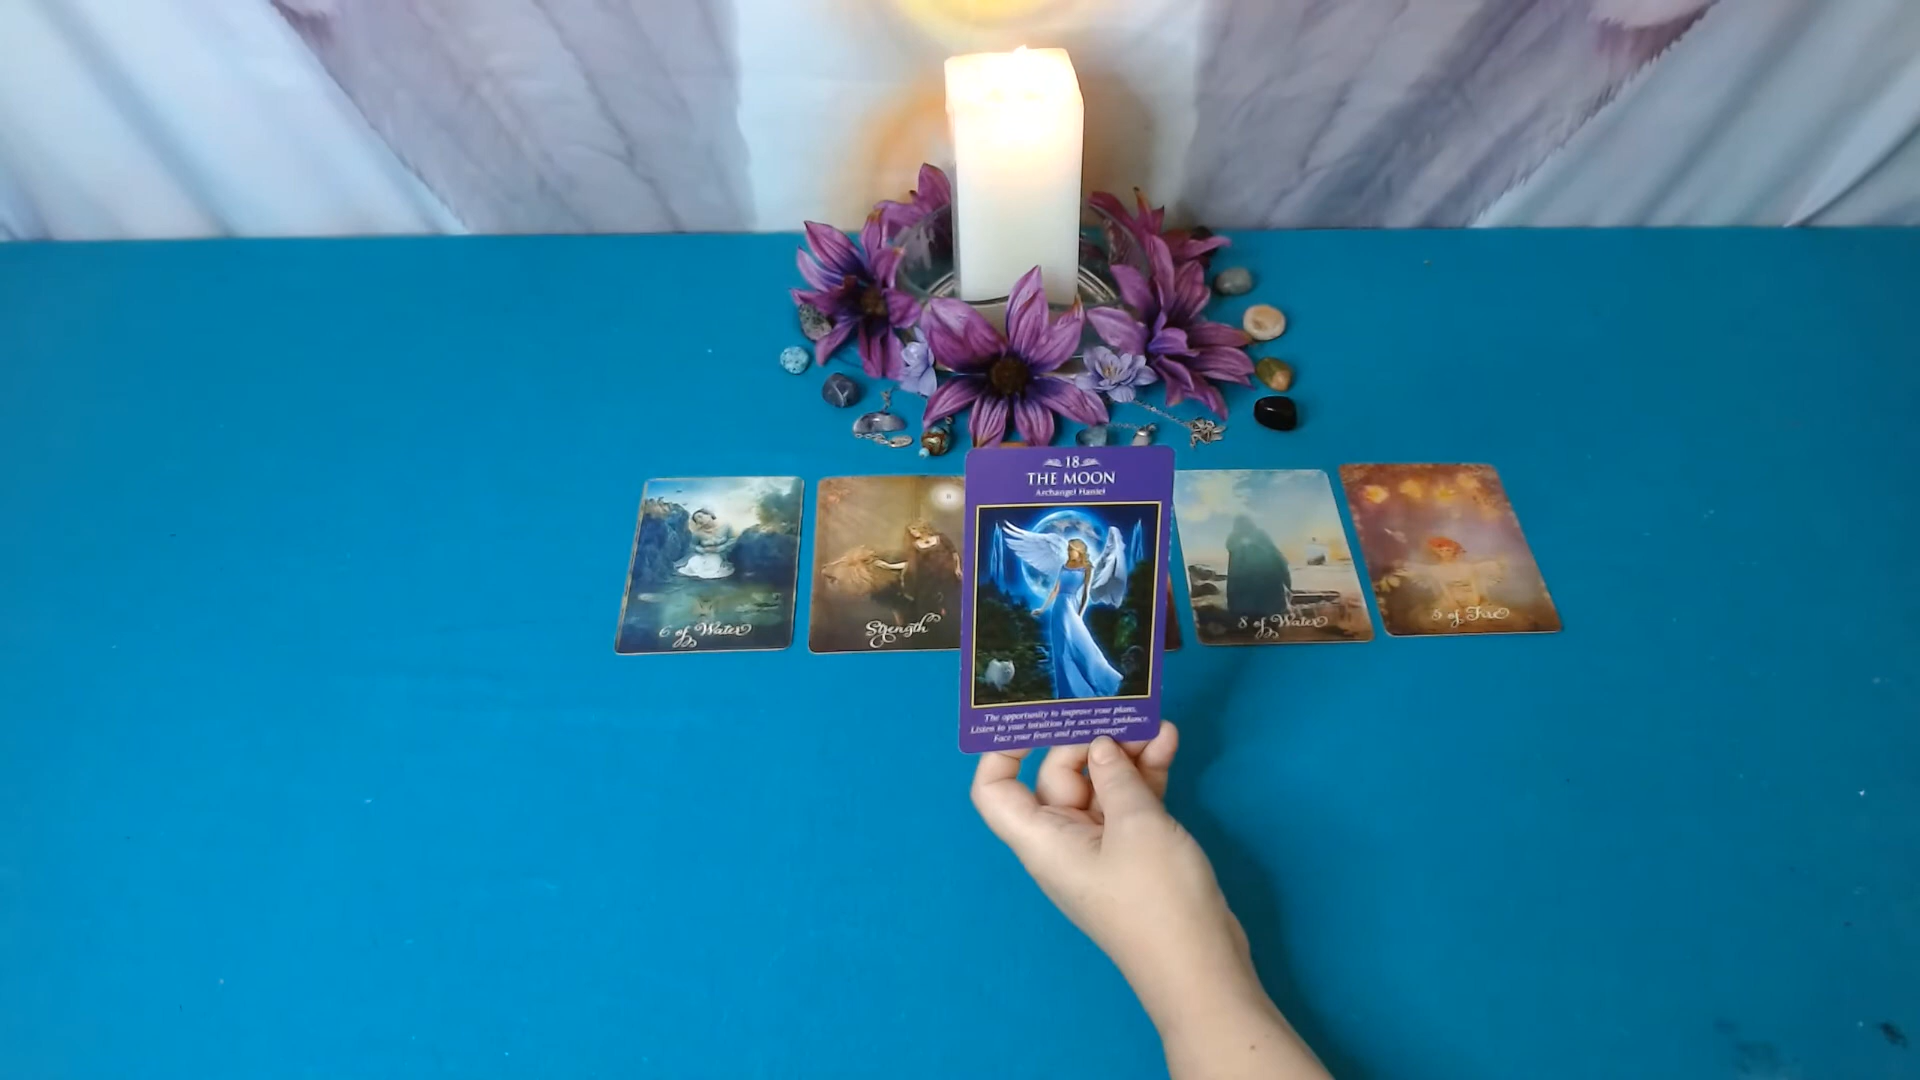 18
THE MOON
Archangel Haniel
The opportunity to improve your plans.
Listen to your intuition for accurate guidance.
Face your fears and grow stronger!
6 of Water
Strength
8 of Water
5 of Fire